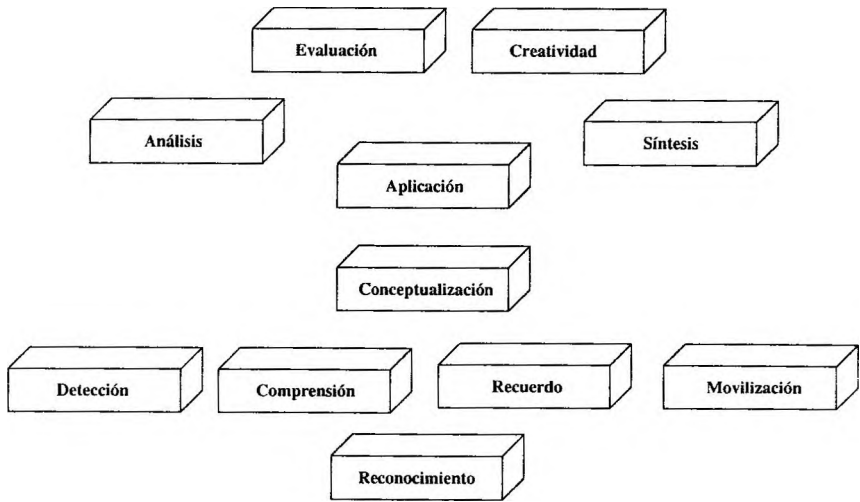 Evaluación
Creatividad
Análisis
Síntesis
Aplicación
Conceptualización
Detección
Comprensión
Recuerdo
Movilización
Reconocimiento